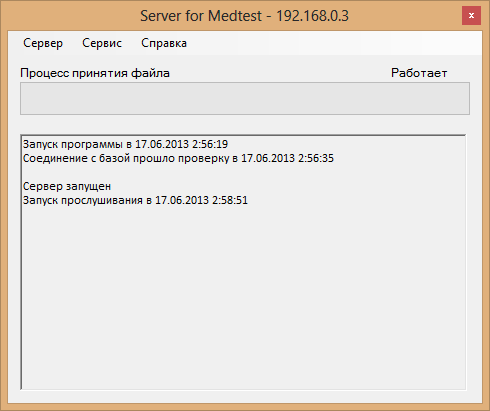 Server for Medtest - 192.168.0.3
x
Сервер Сервис Справка
Процесс принятия файла Работает
Запуск программы в 17.06.2013 2:56:19
Соединение с базой прошло проверку в 17.06.2013 2:56:35
Сервер запущен
Запуск прослушивания в 17.06.2013 2:58:51